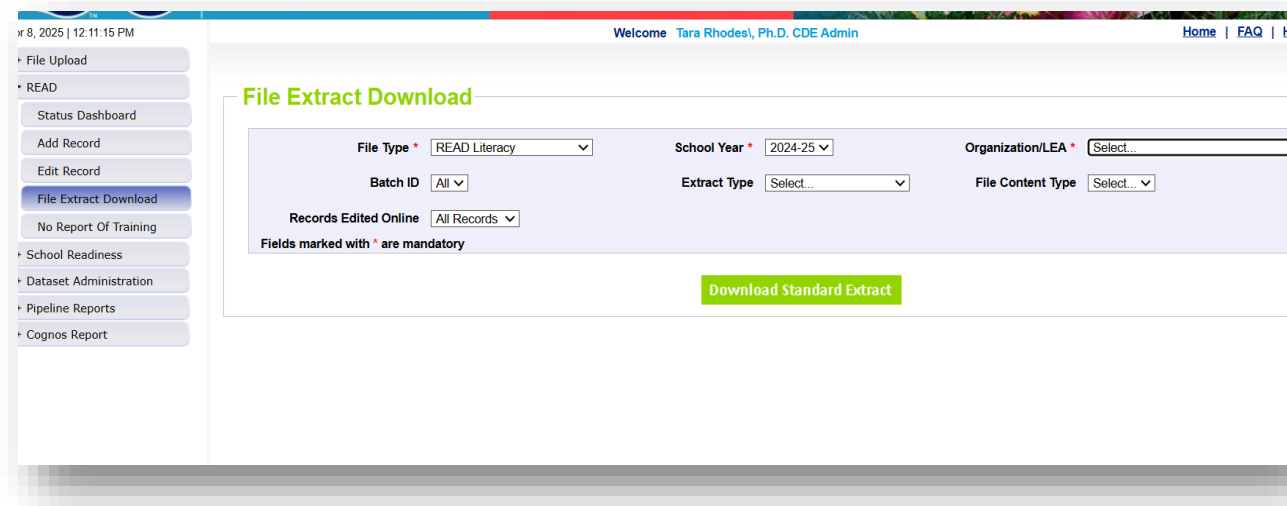 8, 2025 | 12:11:15 PM
Welcome Tara Rhodes\, Ph.D. CDE Admin
Home | FAQ |
File Upload
READ
Status Dashboard
Add Record
Edit Record
File Extract Download
No Report Of Training
School Readiness
Dataset Administration
Pipeline Reports
Cognos Report
File Extract Download
File Type * READ Literacy School Year * 2024-25 Organization/LEA * Select...
Batch ID All Extract Type Select... File Content Type Select...
Records Edited Online All Records
Fields marked with * are mandatory
Download Standard Extract